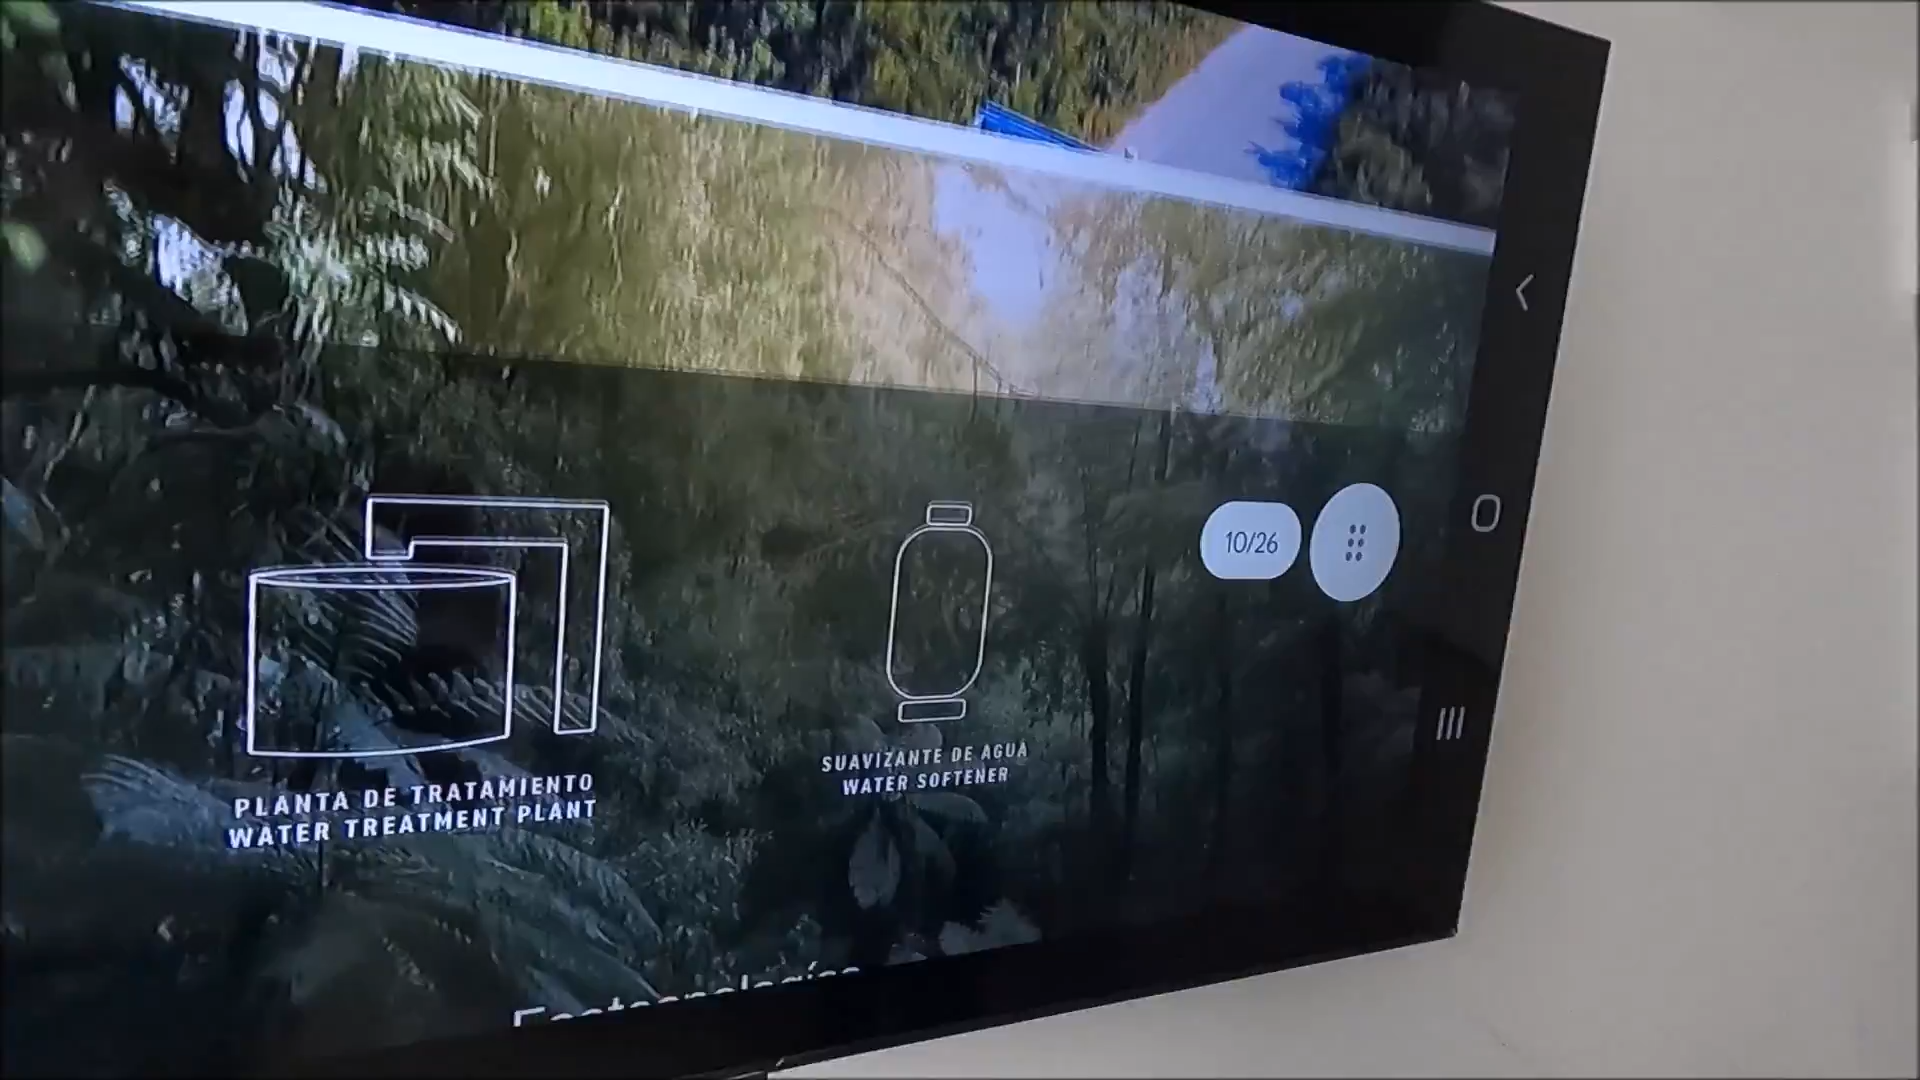 10/26
PLANTA DE TRATAMIENTO
WATER TREATMENT PLANT
SUAVIZANTE DE AGUA
WATER SOFTENER